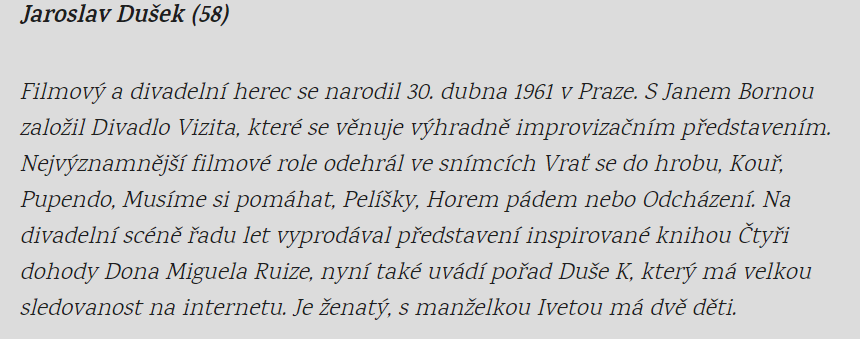 Jaroslav Dušek (58)
Filmový a divadelní herec se narodil 30. dubna 1961 v Praze. S Janem Bornou
založil Divadlo Vizita, které se věnuje výhradně improvizačním představením.
Nejvýznamnější filmové role odehrál ve snímcích Vrať se do hrobu, Kouř,
Pupendo, Musíme si pomáhat, Pelíšky, Horem pádem nebo Odcházení. Na
divadelní scéně řadu let vyprodával představení inspirované knihou Čtyři
dohody Dona Miguela Ruize, nyní také uvádí pořad Duše K, který má velkou
sledovanost na internetu. Je ženatý, s manželkou Ivetou má dvě děti.